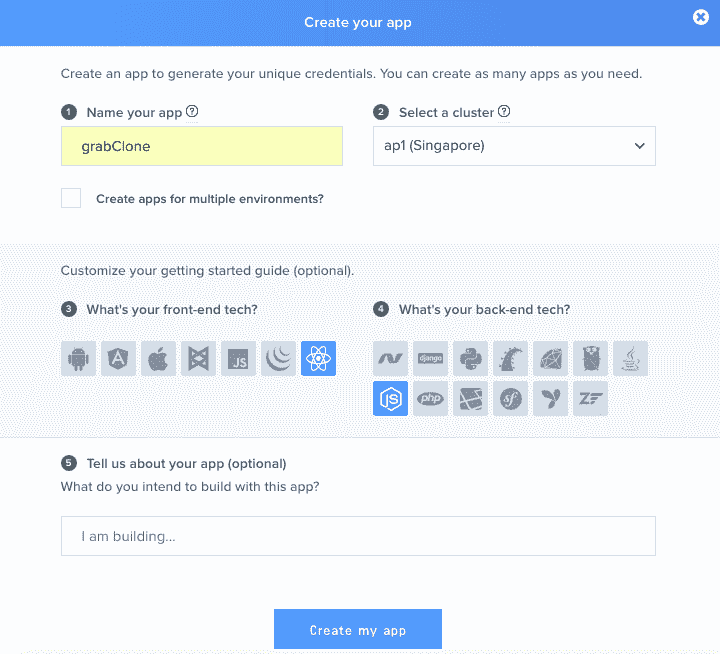 Create your app
Create an app to generate your unique credentials. You can create as many apps as you need.
1 Name your app ?
2 Select a cluster ?
grabClone
ap1 (Singapore)
Create apps for multiple environments?
Customize your getting started guide (optional).
3 What's your front-end tech?
4 What's your back-end tech?
JS
django
JS
php
sf
ZF
5 Tell us about your app (optional)
What do you intend to build with this app?
I am building...
Create my app